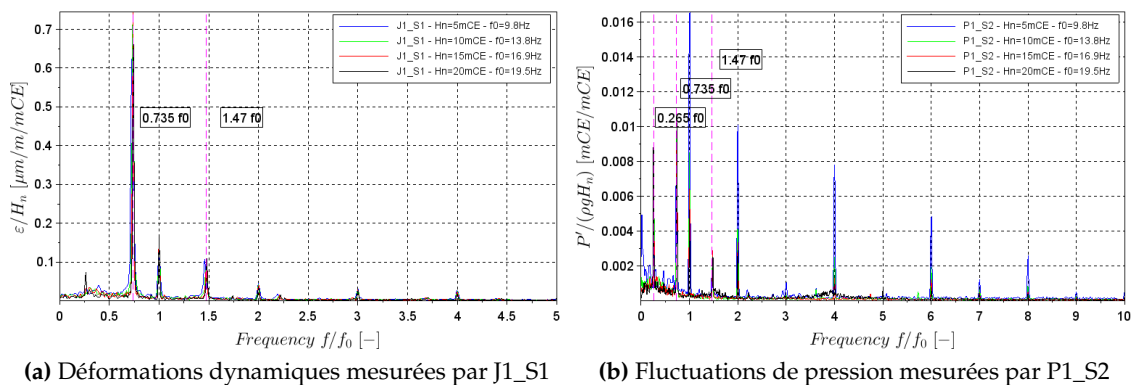 0.7
0.6
0.5
0.4
0.3
0.2
0.1
ε/Hn [μm/m/mCE]
J1_S1 - Hn=5mCE - f0=9.8Hz
J1_S1 - Hn=10mCE - f0=13.8Hz
J1_S1 - Hn=15mCE - f0=16.9Hz
J1_S1 - Hn=20mCE - f0=19.5Hz
0.735 f0
1.47 f0
0 0.5 1 1.5 2 2.5 3 3.5 4 4.5 5
Frequency f/f0 [−]
(a) Déformations dynamiques mesurées par J1_S1
0.016
0.014
0.012
0.01
0.008
0.006
0.004
0.002
P'/(ρgHn) [mCE/mCE]
P1_S2 - Hn=5mCE - f0=9.8Hz
P1_S2 - Hn=10mCE - f0=13.8Hz
P1_S2 - Hn=15mCE - f0=16.9Hz
P1_S2 - Hn=20mCE - f0=19.5Hz
1.47 f0
0.735 f0
0.265 f0
0 1 2 3 4 5 6 7 8 9 10
Frequency f/f0 [−]
(b) Fluctuations de pression mesurées par P1_S2